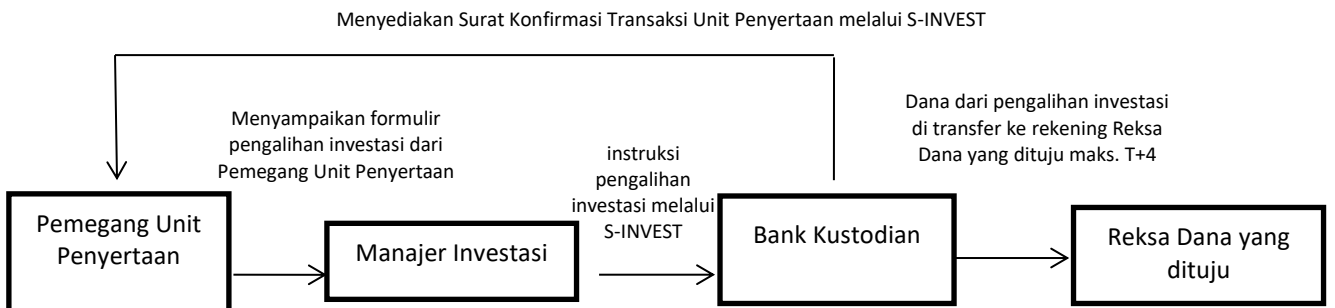 Menyediakan Surat Konfirmasi Transaksi Unit Penyertaan melalui S-INVEST
Menyampaikan formulir
pengalihan investasi dari
Pemegang Unit Penyertaan
instruksi
pengalihan
investasi melalui
S-INVEST
Dana dari pengalihan investasi
di transfer ke rekening Reksa
Dana yang dituju maks. T+4
Pemegang Unit
Penyertaan
Manajer Investasi
Bank Kustodian
Reksa Dana yang
dituju